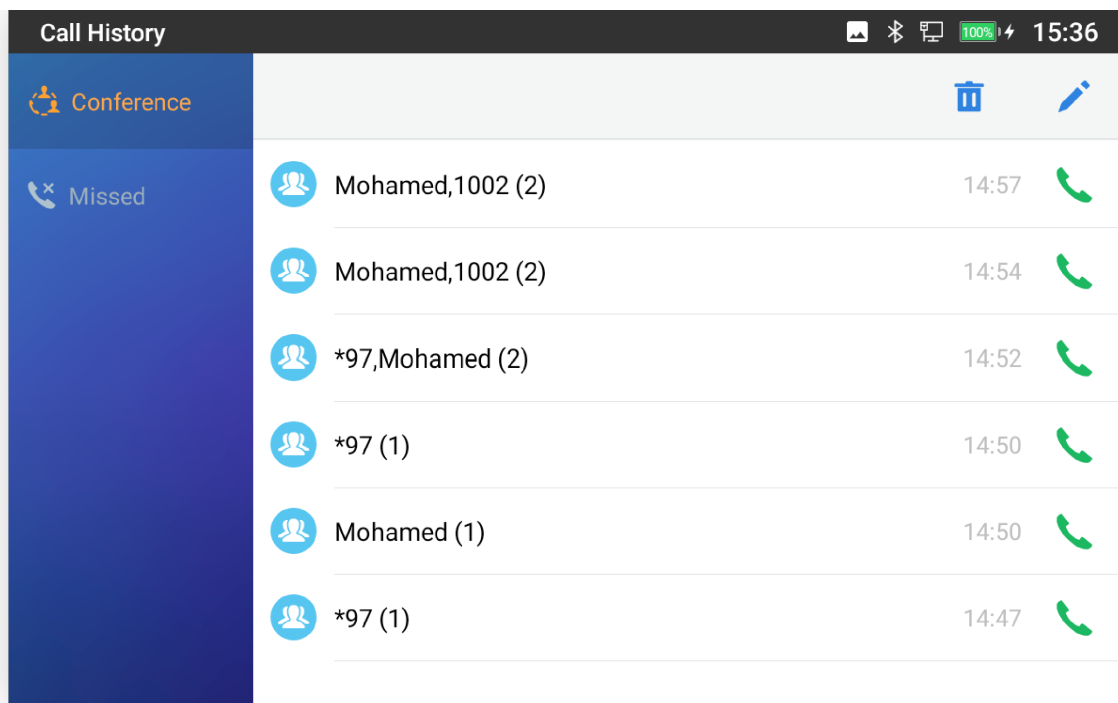 Call History 100% 15:36
Conference
Missed
Mohamed,1002 (2) 14:57
Mohamed,1002 (2) 14:54
*97,Mohamed (2) 14:52
*97 (1) 14:50
Mohamed (1) 14:50
*97 (1) 14:47